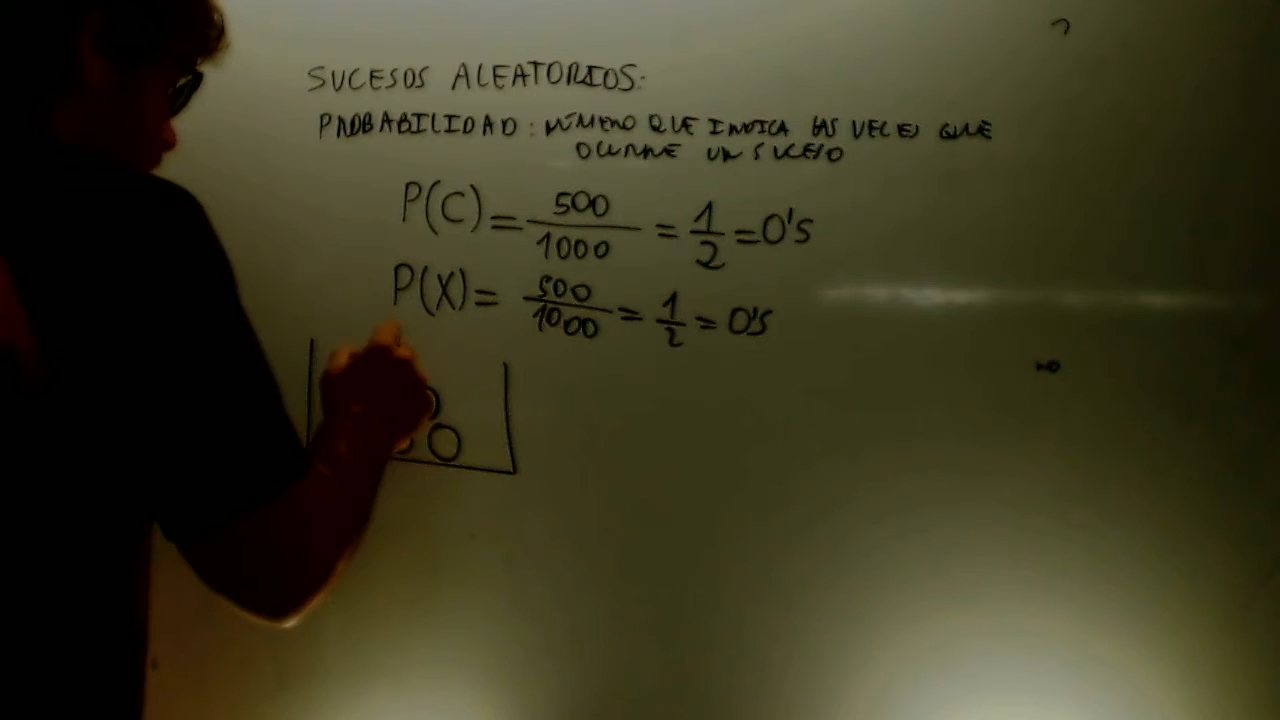 SUCESOS ALEATORIOS:
PROBABILIDAD: NÚMERO QUE INDICA LAS VECES QUE
OCURRE UN SUCESO
P(C) = 500/1000 = 1/2 = 0'5
P(X) = 500/1000 = 1/2 = 0'5